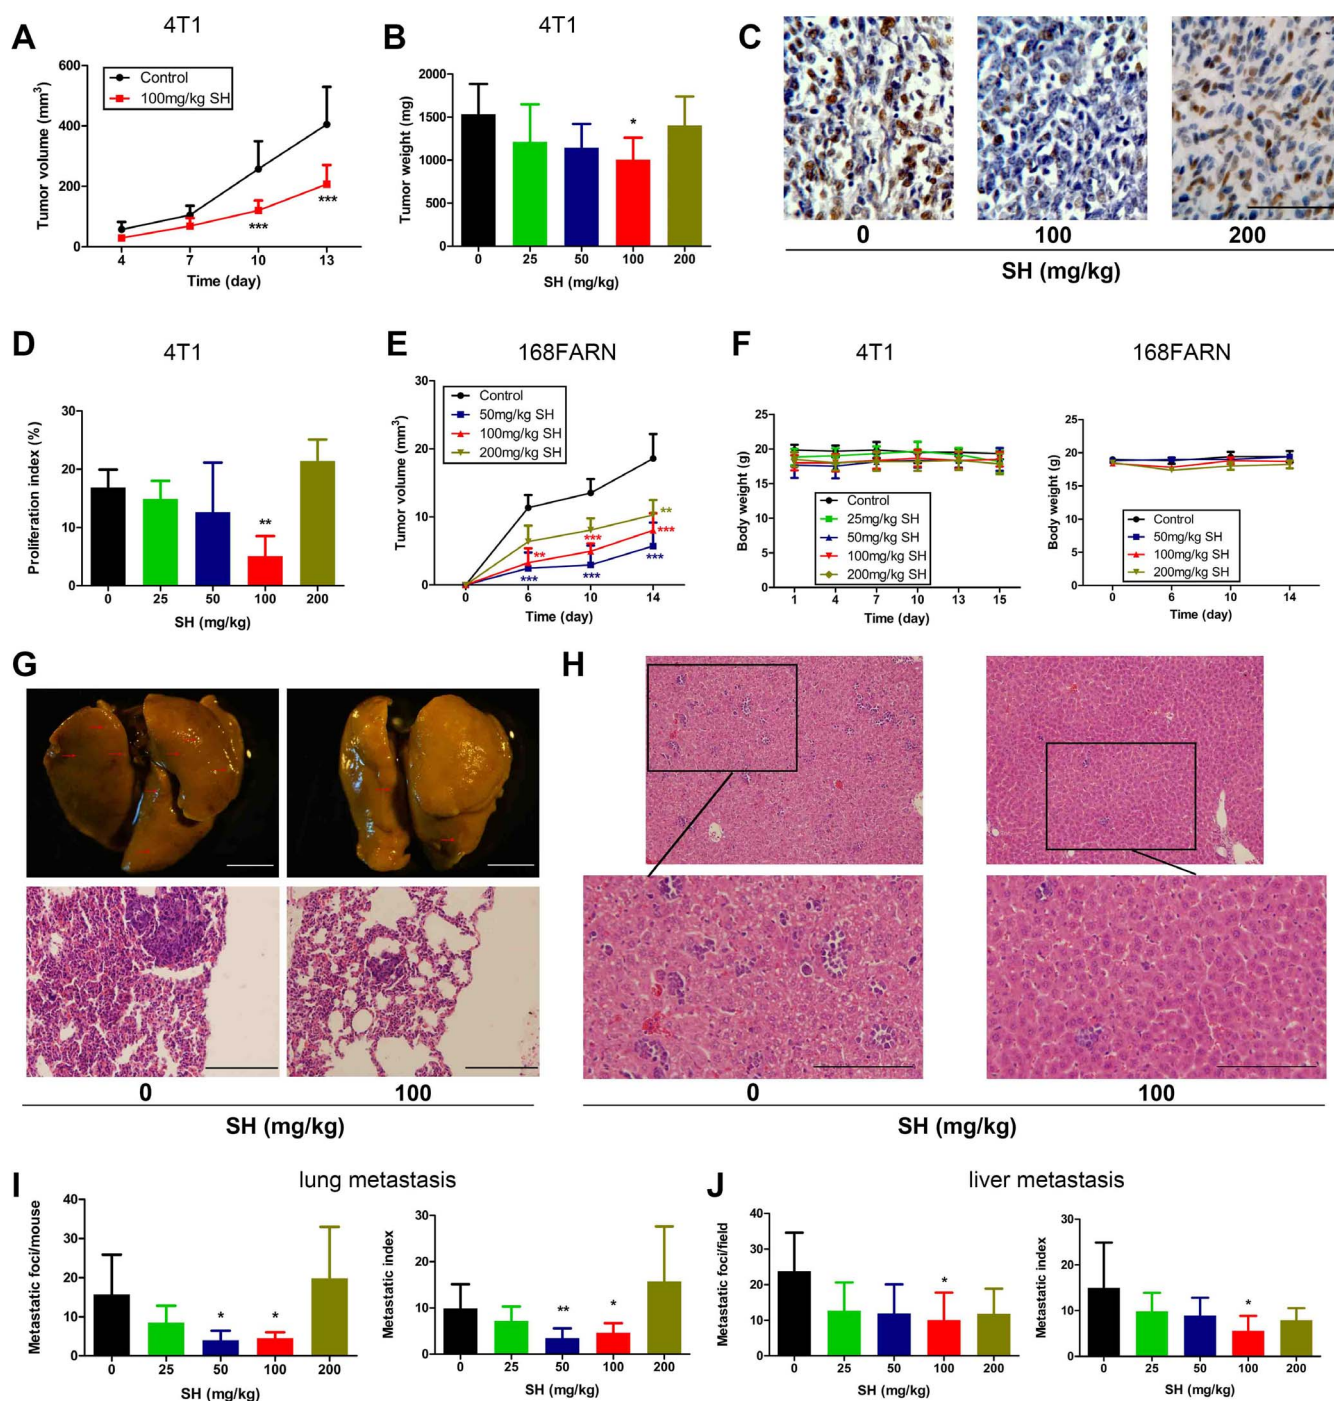 A
4T1
Tumor volume (mm³)
600
400
200
0
Control
100mg/kg SH
***
***
4 7 10 13
Time (day)
B
4T1
Tumor weight (mg)
2000
1500
1000
500
0
*
0 25 50 100 200
SH (mg/kg)
C
0 100 200
SH (mg/kg)
D
4T1
Proliferation index (%)
30
20
10
0
**
0 25 50 100 200
SH (mg/kg)
E
168FARN
Tumor volume (mm³)
30
20
10
0
Control
50mg/kg SH
100mg/kg SH
200mg/kg SH
**
*** ***
**
*** *** ***
0 6 10 14
Time (day)
F
4T1
Body weight (g)
25
20
15
10
5
0
Control
25mg/kg SH
50mg/kg SH
100mg/kg SH
200mg/kg SH
1 4 7 10 13 15
Time (day)
168FARN
Body weight (g)
25
20
15
10
5
0
Control
50mg/kg SH
100mg/kg SH
200mg/kg SH
0 6 10 14
Time (day)
G
0 100
SH (mg/kg)
H
0 100
SH (mg/kg)
I
lung metastasis
Metastatic foci/mouse
40
30
20
10
0
* *
0 25 50 100 200
SH (mg/kg)
Metastatic index
30
20
10
0
** *
0 25 50 100 200
SH (mg/kg)
J
liver metastasis
Metastatic foci/field
40
30
20
10
0
*
0 25 50 100 200
SH (mg/kg)
Metastatic index
30
20
10
0
*
0 25 50 100 200
SH (mg/kg)